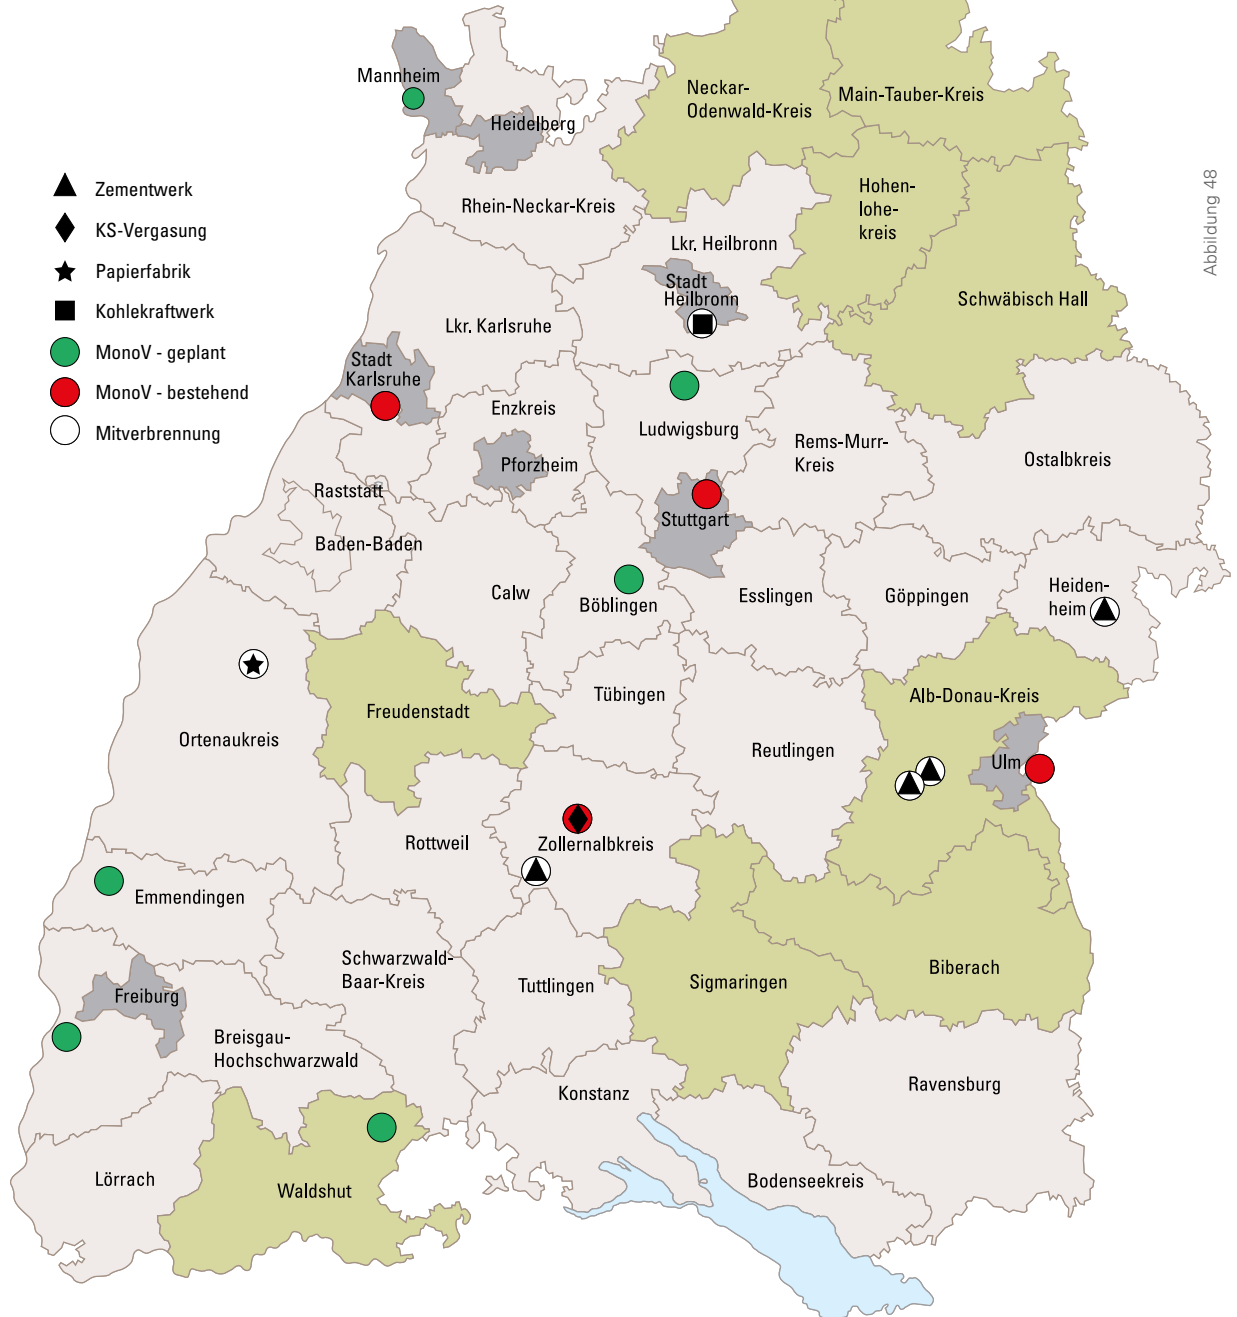 Zementwerk
KS-Vergasung
Papierfabrik
Kohlekraftwerk
MonoV - geplant
MonoV - bestehend
Mitverbrennung
Mannheim
Heidelberg
Neckar-
Odenwald-Kreis
Main-Tauber-Kreis
Rhein-Neckar-Kreis
Hohen-
lohe-
kreis
Lkr. Heilbronn
Stadt
Heilbronn
Schwäbisch Hall
Lkr. Karlsruhe
Stadt
Karlsruhe
Enzkreis
Ludwigsburg
Rems-Murr-
Kreis
Ostalbkreis
Pforzheim
Raststatt
Stuttgart
Baden-Baden
Calw
Böblingen
Esslingen
Göppingen
Heiden-
heim
Tübingen
Alb-Donau-Kreis
Freudenstadt
Ortenaukreis
Reutlingen
Ulm
Rottweil
Zollernalbkreis
Emmendingen
Schwarzwald-
Baar-Kreis
Tuttlingen
Sigmaringen
Biberach
Freiburg
Breisgau-
Hochschwarzwald
Konstanz
Ravensburg
Lörrach
Waldshut
Bodenseekreis
Abbildung 48